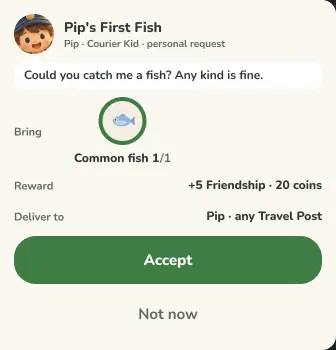 Pip's First Fish
Pip · Courier Kid · personal request
Could you catch me a fish? Any kind is fine.
Bring
Common fish 1/1
Reward +5 Friendship · 20 coins
Deliver to Pip · any Travel Post
Accept
Not now